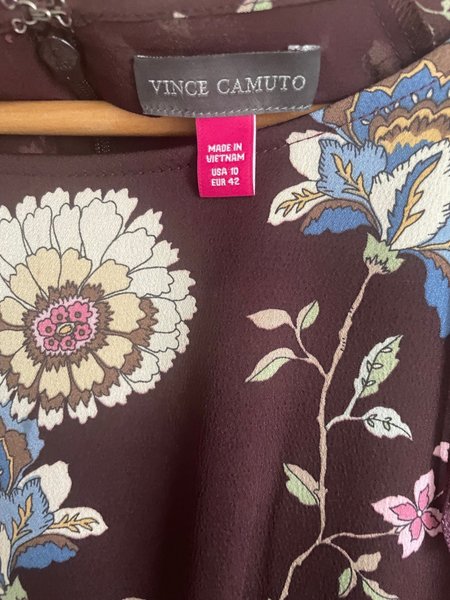 VINCE CAMUTO
MADE IN
VIETNAM
USA 10
EUR 42